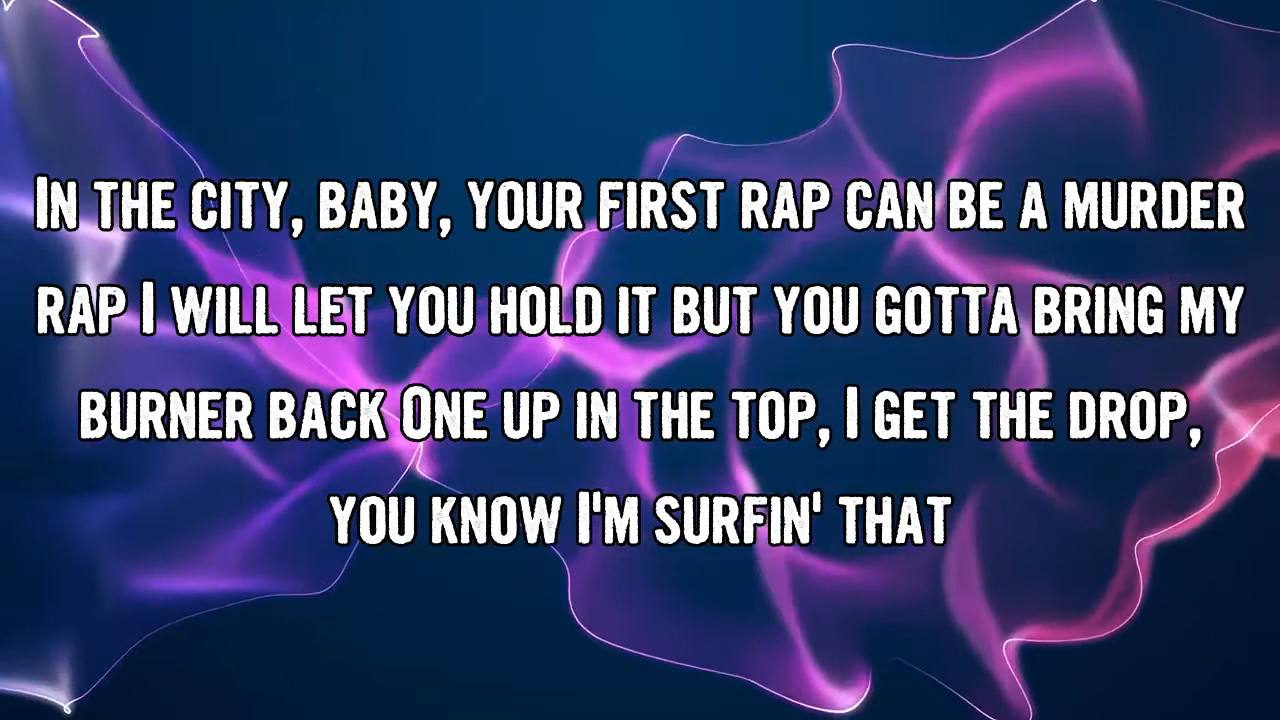 In the city, baby, your first rap can be a murder
rap I will let you hold it but you gotta bring my
burner back One up in the top, I get the drop,
you know I'm surfin' that